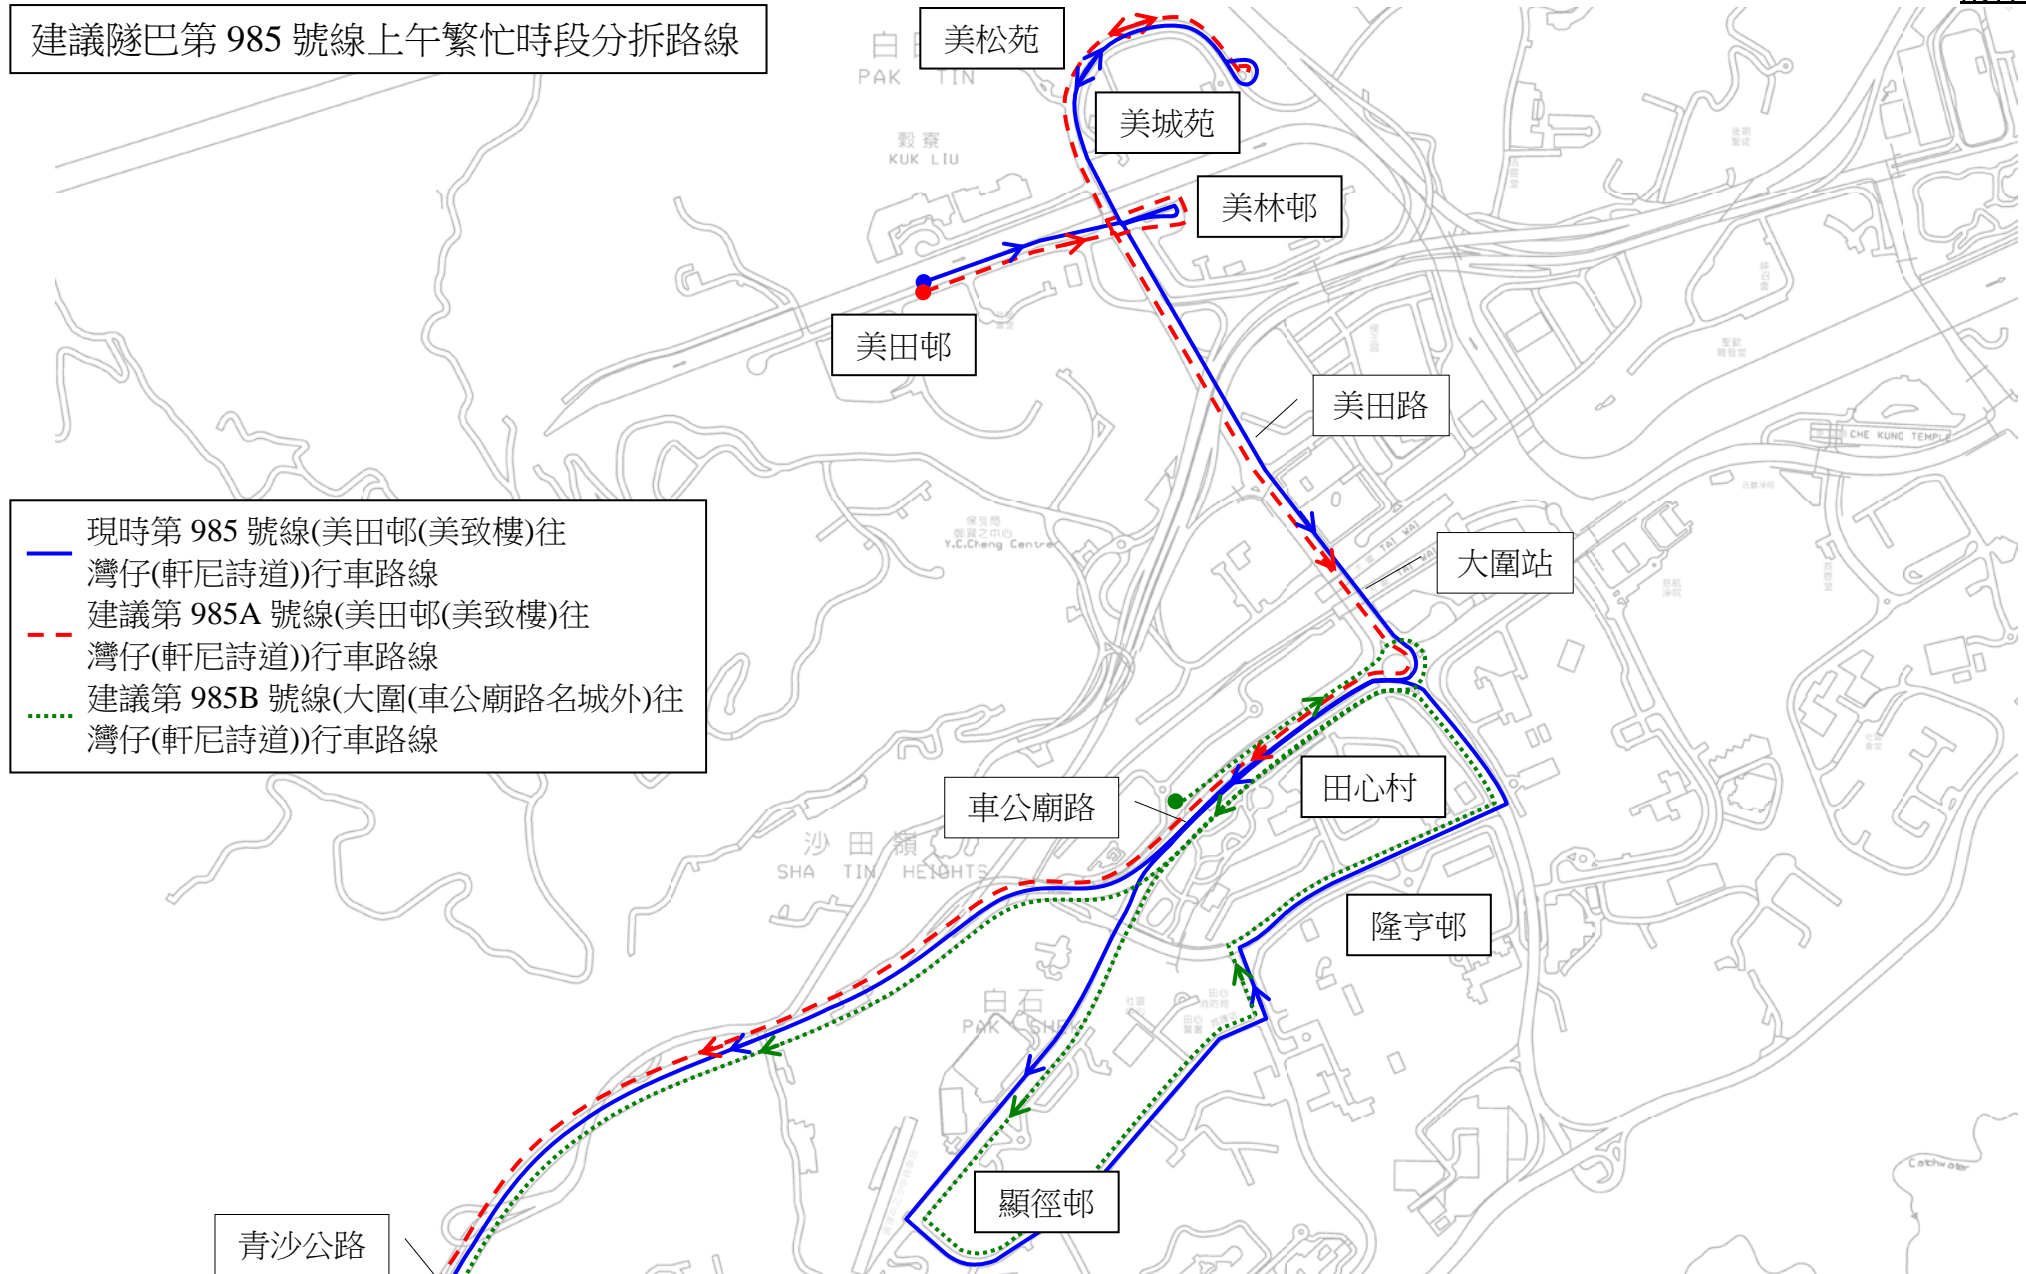 建議隧巴第 985 號線上午繁忙時段分拆路線
美松苑
PAK TIN
美城苑
穀寮
KUK LIU
美林邨
美田邨
美田路
CHE KUNG TEMPLE
現時第 985 號線(美田邨(美致樓)往
灣仔(軒尼詩道))行車路線
建議第 985A 號線(美田邨(美致樓)往
灣仔(軒尼詩道))行車路線
建議第 985B 號線(大圍(車公廟路名城外)往
灣仔(軒尼詩道))行車路線
Y.C.Cheng Centre
TAI WAI
TAI WAI
大圍站
田心村
車公廟路
沙田嶺
SHA TIN HEIGHTS
隆亨邨
白石
PAK SHEK
顯徑邨
Catchwater
青沙公路